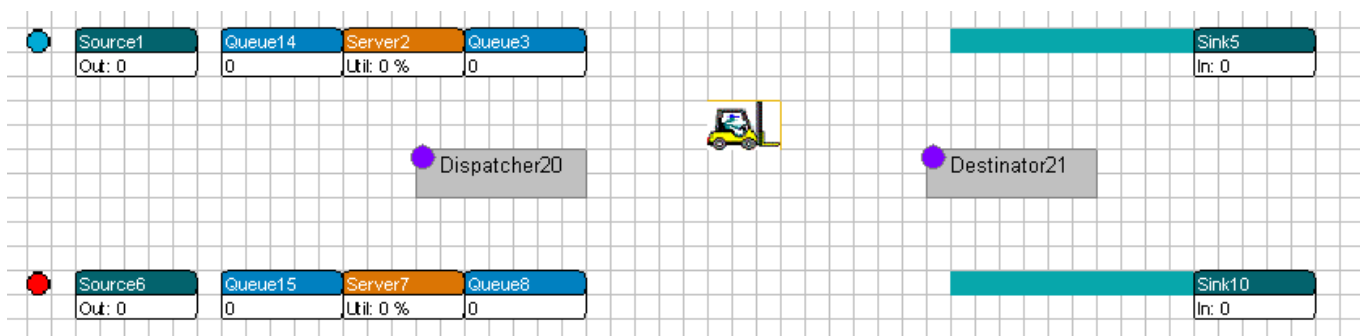 Source1 Queue14 Server2 Queue3 Sink5
Out: 0 0 Util: 0 % 0 In: 0
Dispatcher20 Destinator21
Source6 Queue15 Server7 Queue8 Sink10
Out: 0 0 Util: 0 % 0 In: 0